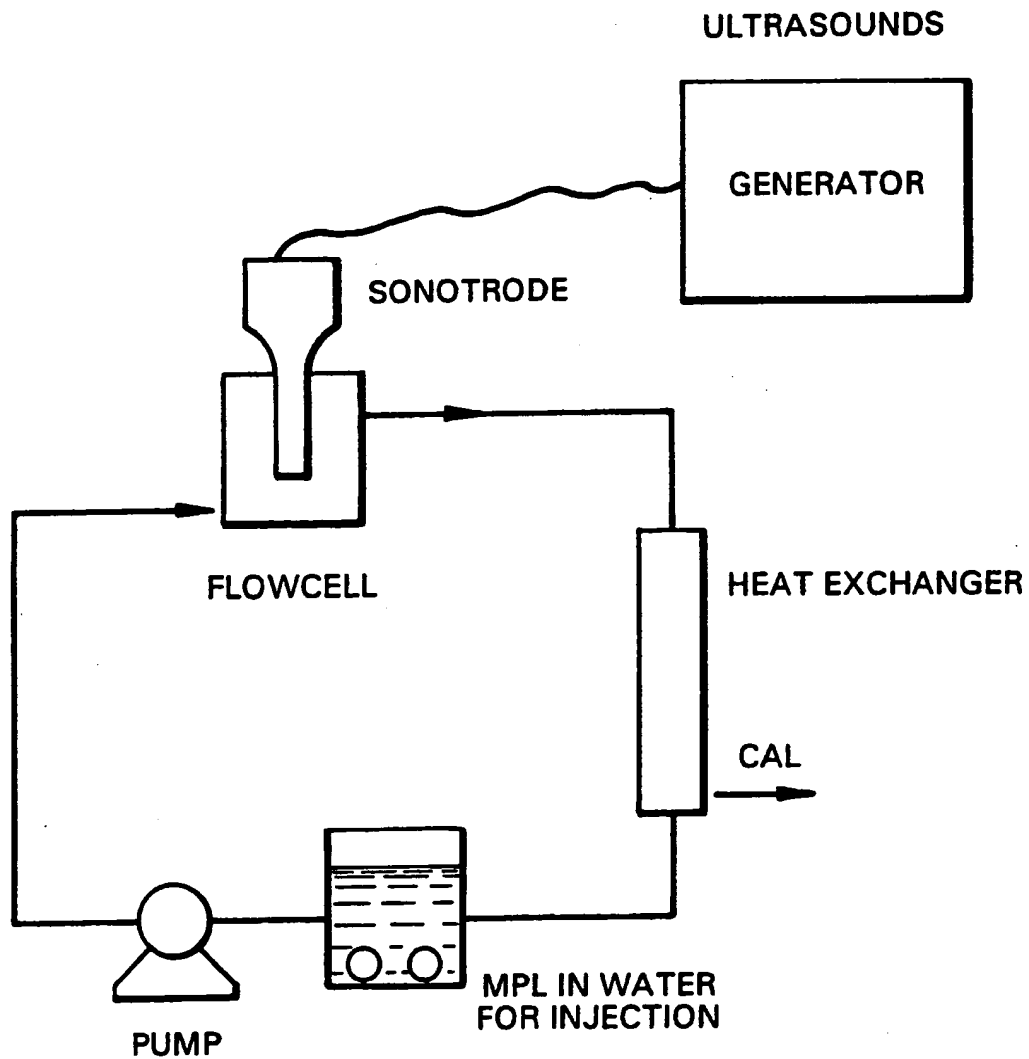 ULTRASOUNDS
GENERATOR
SONOTRODE
FLOWCELL
HEAT EXCHANGER
CAL
MPL IN WATER
FOR INJECTION
PUMP